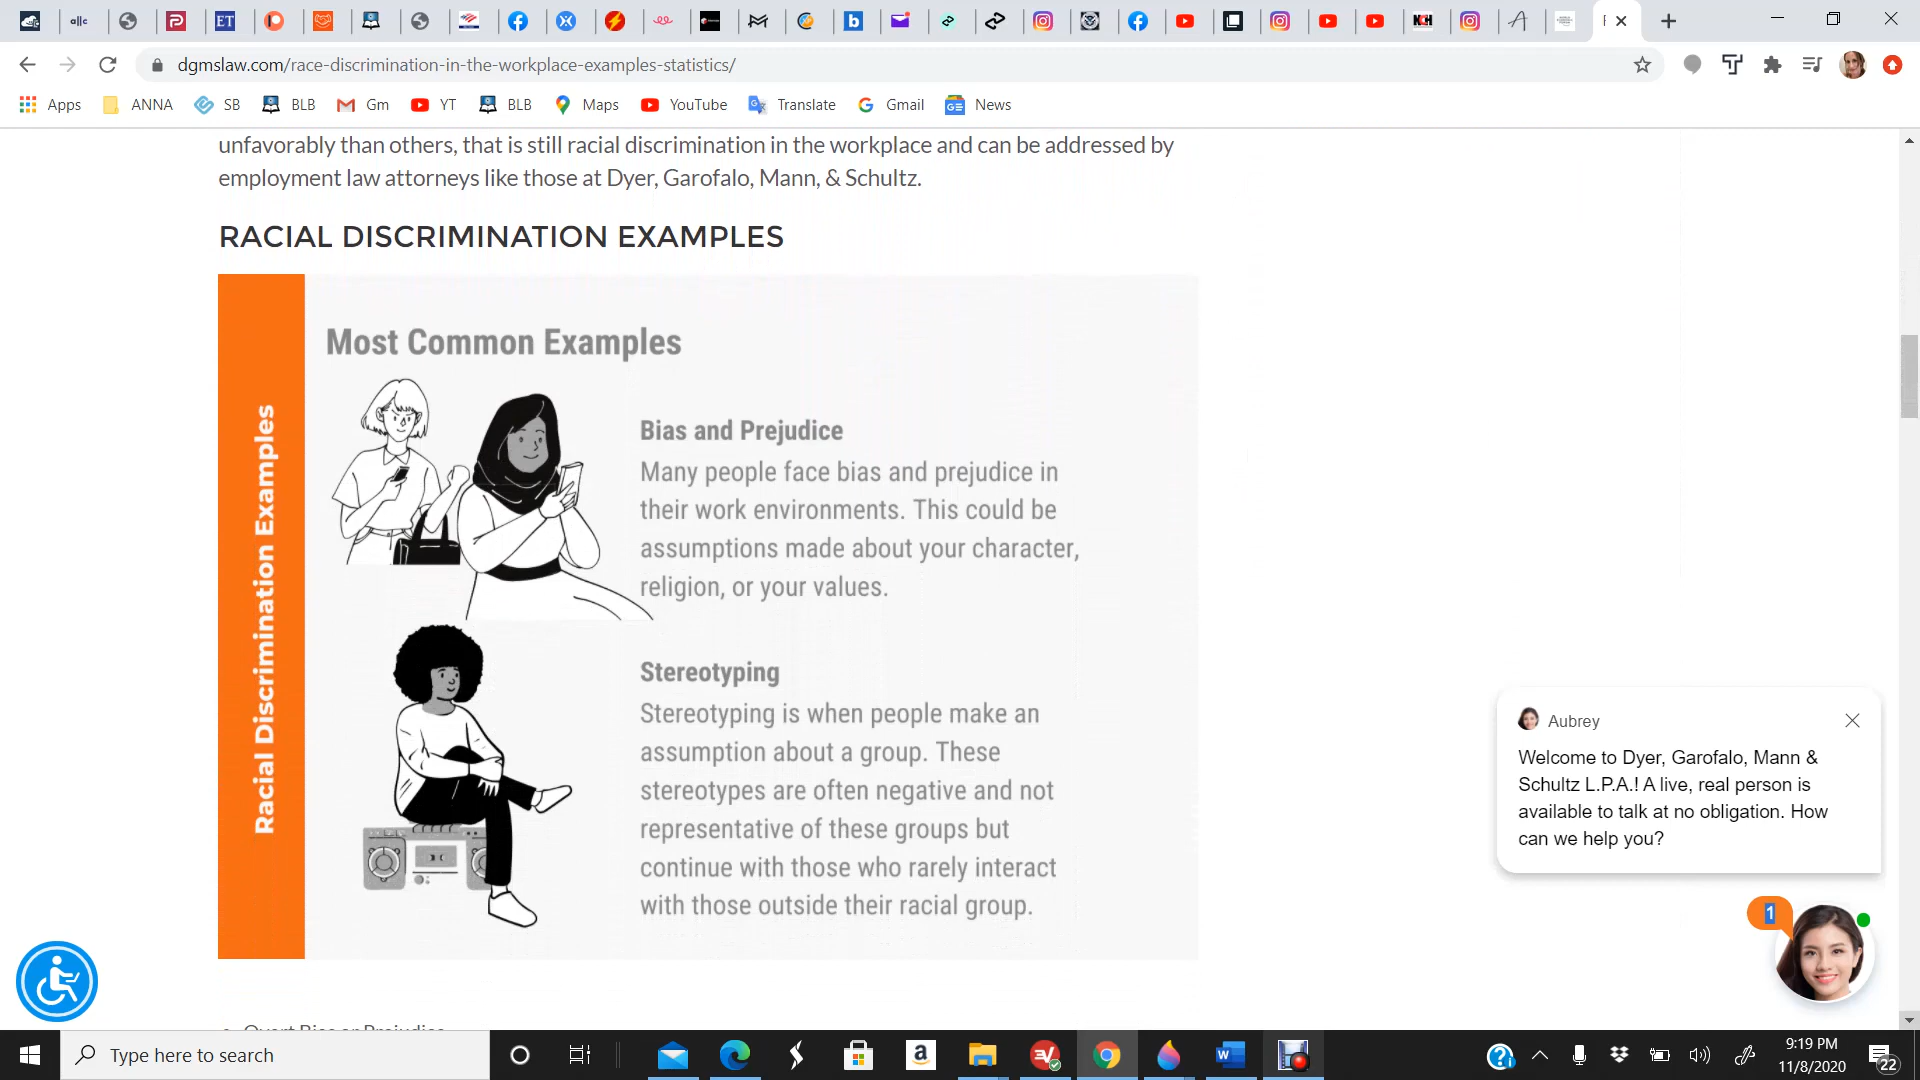 dgmslaw.com/race-discrimination-in-the-workplace-examples-statistics/
Apps
ANNA
SB
BLB
Gm
YT
BLB
Maps
YouTube
Translate
Gmail
News
unfavorably than others, that is still racial discrimination in the workplace and can be addressed by
employment law attorneys like those at Dyer, Garofalo, Mann, & Schultz.
RACIAL DISCRIMINATION EXAMPLES
Racial Discrimination Examples
Most Common Examples
Bias and Prejudice
Many people face bias and prejudice in
their work environments. This could be
assumptions made about your character,
religion, or your values.
Stereotyping
Stereotyping is when people make an
assumption about a group. These
stereotypes are often negative and not
representative of these groups but
continue with those who rarely interact
with those outside their racial group.
Aubrey
Welcome to Dyer, Garofalo, Mann &
Schultz L.P.A.! A live, real person is
available to talk at no obligation. How
can we help you?
1
Type here to search
9:19 PM
11/8/2020
22